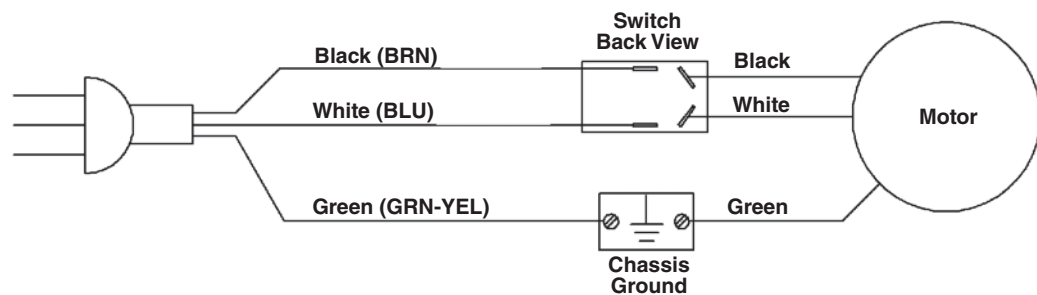 Switch
Back View
Black (BRN)
Black
White (BLU)
White
Motor
Green (GRN-YEL)
Green
Chassis
Ground